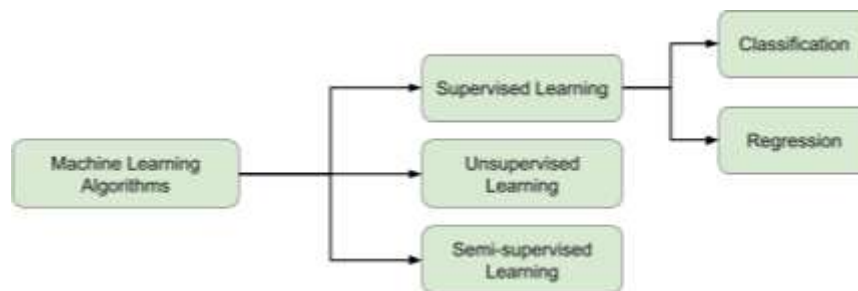 Machine Learning
Algorithms
Supervised Learning
Unsupervised
Learning
Semi-supervised
Learning
Classification
Regression